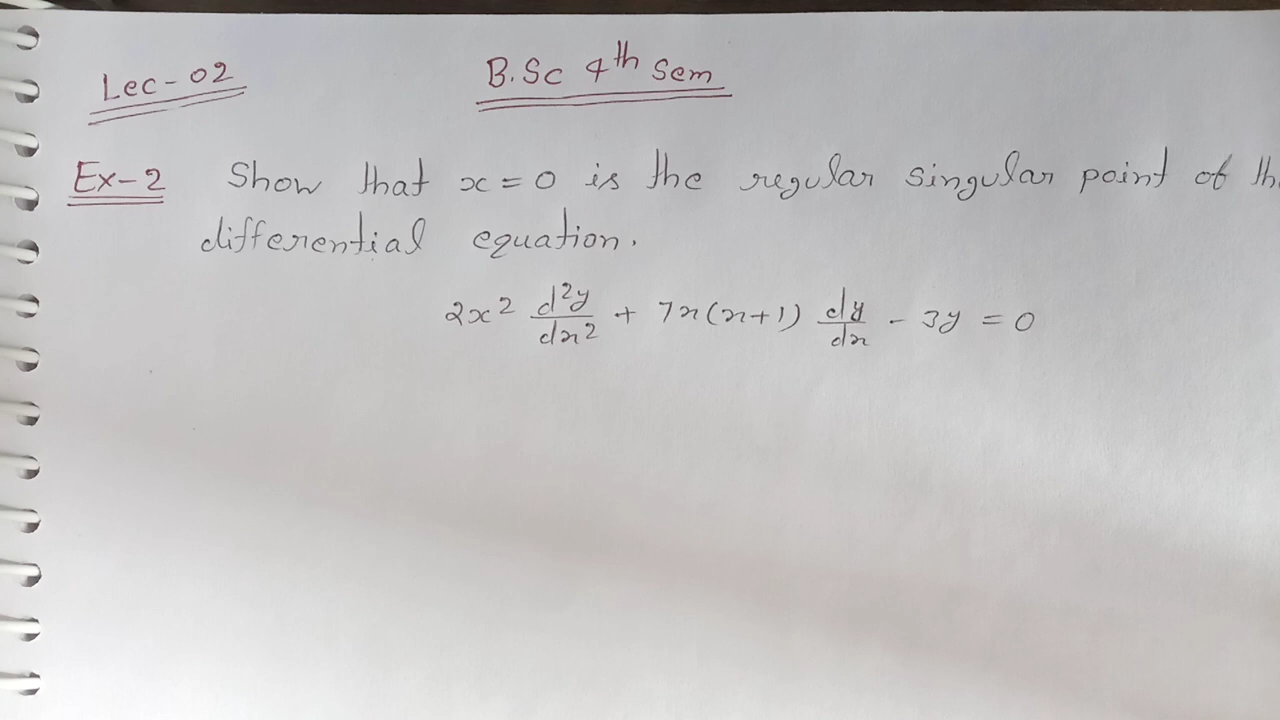 Lec-02
B.Sc 4th Sem
Ex-2 Show that x=0 is the regular singular point of th
differential equation.
2x² d²y/dx² + 7x(x+1) dy/dx - 3y = 0